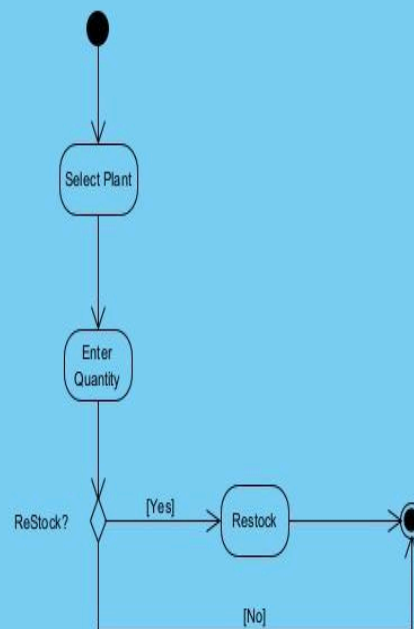 Select Plant
Enter
Quantity
ReStock?
[Yes]
Restock
[No]